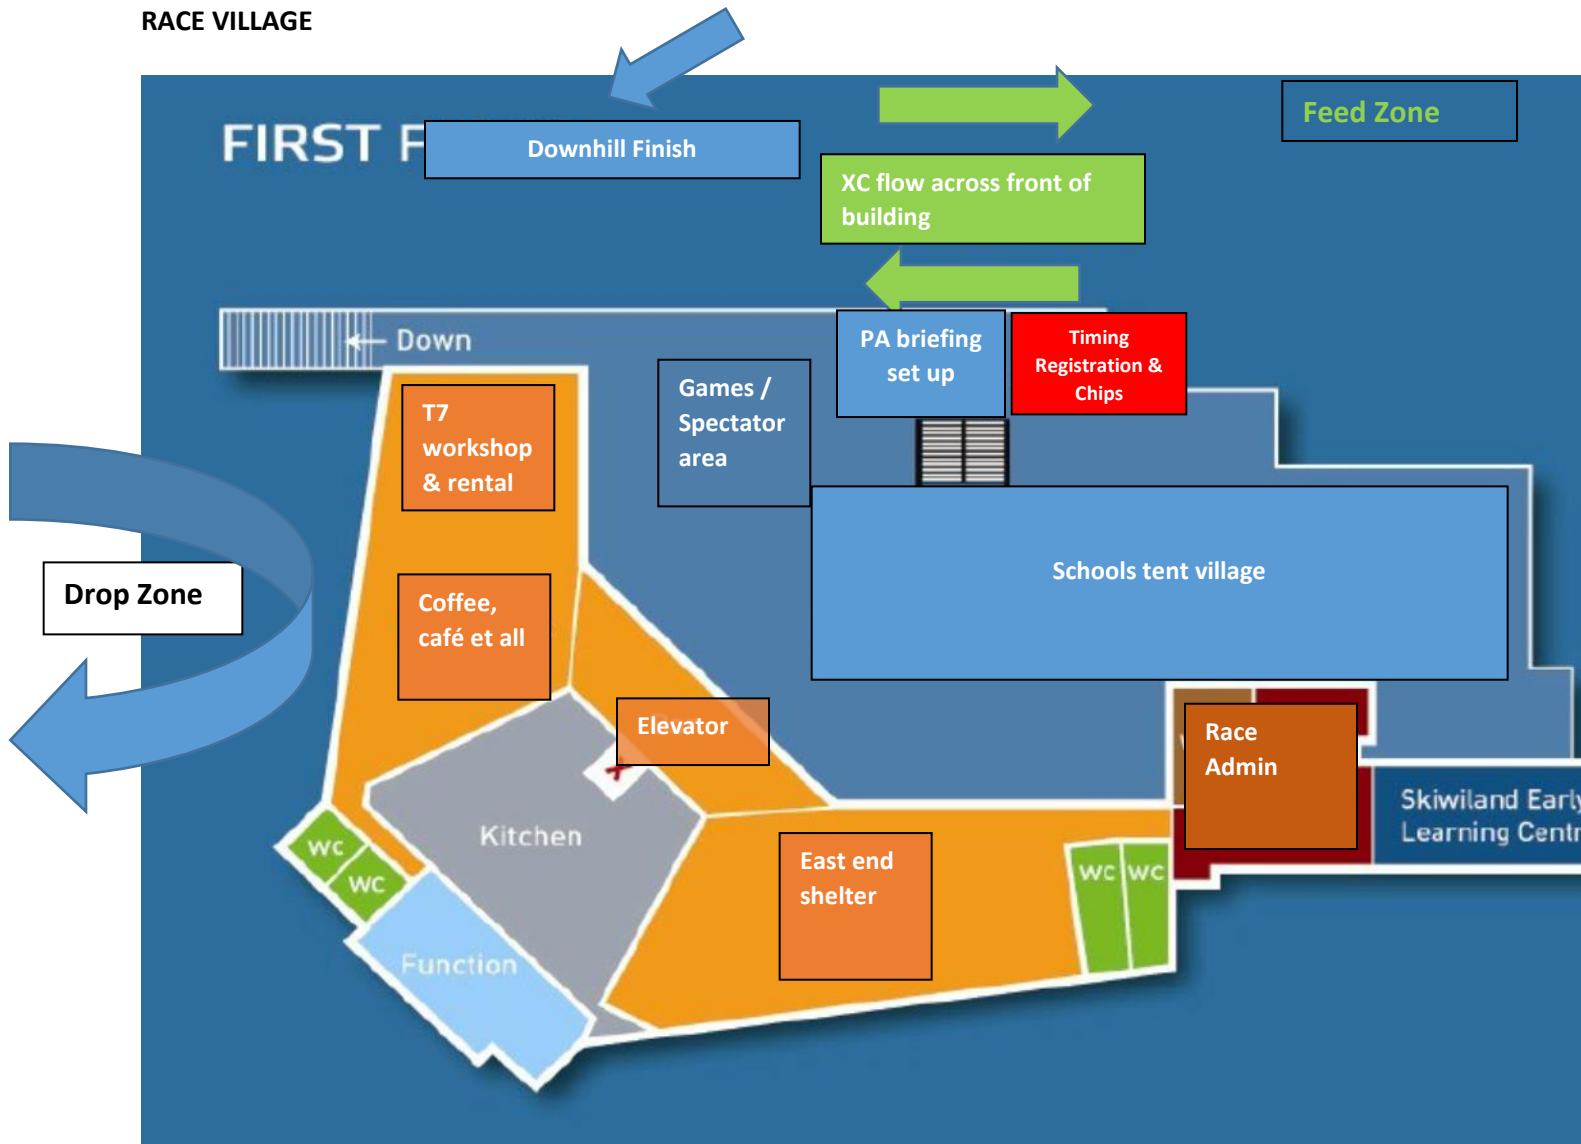 RACE VILLAGE
FIRST F
Downhill Finish
Feed Zone
XC flow across front of
building
Down
PA briefing
set up
Timing
Registration &
Chips
Games /
Spectator
area
T7
workshop
& rental
Schools tent village
Drop Zone
Coffee,
café et all
Elevator
Race
Admin
Skiwiland Early
Learning Centr
Kitchen
East end
shelter
WC
WC
WC
WC
Function